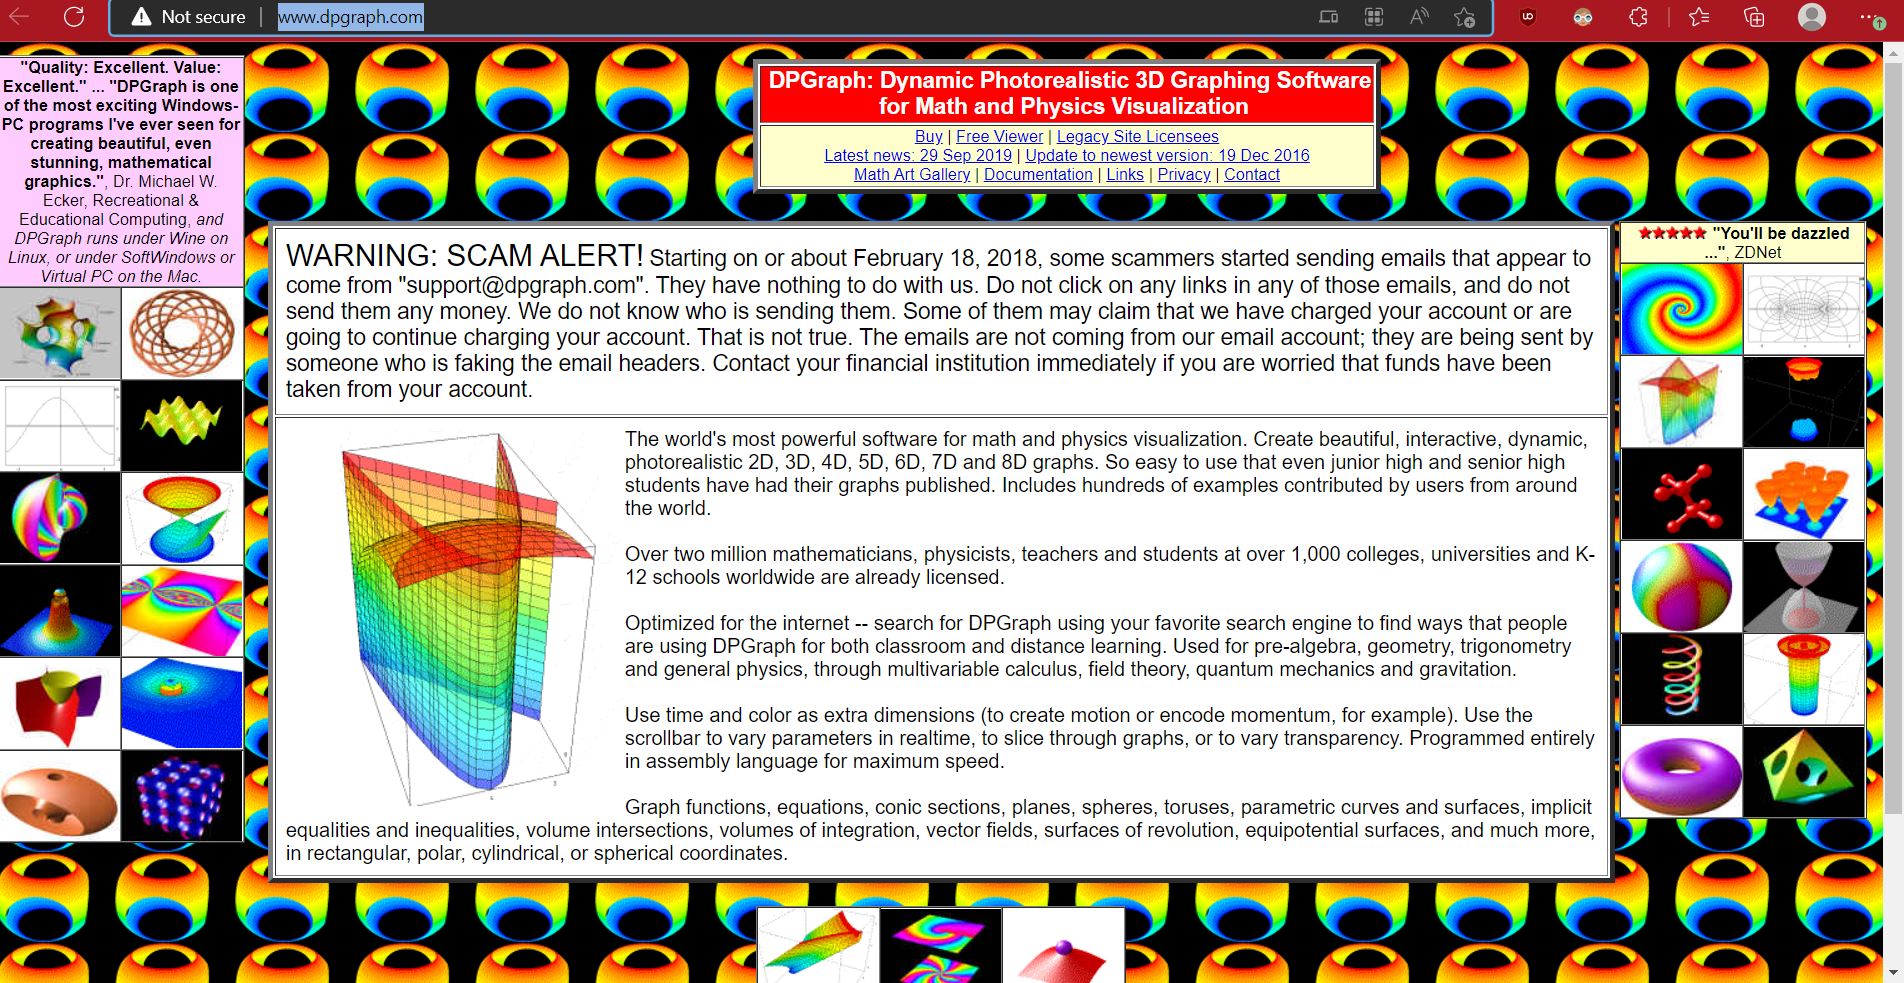 Not secure
www.dpgraph.com
"Quality: Excellent. Value:
Excellent." ... "DPGraph is one
of the most exciting Windows-
PC programs I've ever seen for
creating beautiful, even
stunning, mathematical
graphics.", Dr. Michael W.
Ecker, Recreational &
Educational Computing, and
DPGraph runs under Wine on
Linux, or under SoftWindows or
Virtual PC on the Mac.
DPGraph: Dynamic Photorealistic 3D Graphing Software
for Math and Physics Visualization
Buy | Free Viewer | Legacy Site Licensees
Latest news: 29 Sep 2019 | Update to newest version: 19 Dec 2016
Math Art Gallery | Documentation | Links | Privacy | Contact
WARNING: SCAM ALERT! Starting on or about February 18, 2018, some scammers started sending emails that appear to
come from "support@dpgraph.com". They have nothing to do with us. Do not click on any links in any of those emails, and do not
send them any money. We do not know who is sending them. Some of them may claim that we have charged your account or are
going to continue charging your account. That is not true. The emails are not coming from our email account; they are being sent by
someone who is faking the email headers. Contact your financial institution immediately if you are worried that funds have been
taken from your account.
The world's most powerful software for math and physics visualization. Create beautiful, interactive, dynamic,
photorealistic 2D, 3D, 4D, 5D, 6D, 7D and 8D graphs. So easy to use that even junior high and senior high
students have had their graphs published. Includes hundreds of examples contributed by users from around
the world.
Over two million mathematicians, physicists, teachers and students at over 1,000 colleges, universities and K-
12 schools worldwide are already licensed.
Optimized for the internet -- search for DPGraph using your favorite search engine to find ways that people
are using DPGraph for both classroom and distance learning. Used for pre-algebra, geometry, trigonometry
and general physics, through multivariable calculus, field theory, quantum mechanics and gravitation.
Use time and color as extra dimensions (to create motion or encode momentum, for example). Use the
scrollbar to vary parameters in realtime, to slice through graphs, or to vary transparency. Programmed entirely
in assembly language for maximum speed.
Graph functions, equations, conic sections, planes, spheres, toruses, parametric curves and surfaces, implicit
equalities and inequalities, volume intersections, volumes of integration, vector fields, surfaces of revolution, equipotential surfaces, and much more,
in rectangular, polar, cylindrical, or spherical coordinates.
★★★★★ "You'll be dazzled
...", ZDNet